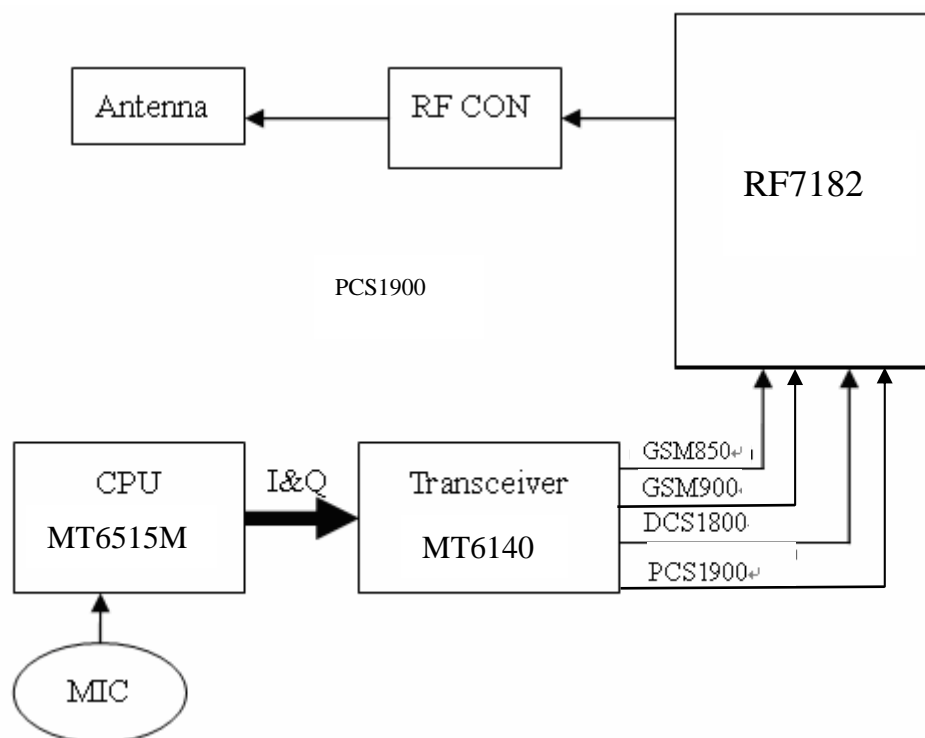 Antenna
RF CON
RF7182
PCS1900
GSM850
GSM900
DCS1800
PCS1900
CPU
MT6515M
I&Q
Transceiver
MT6140
MIC